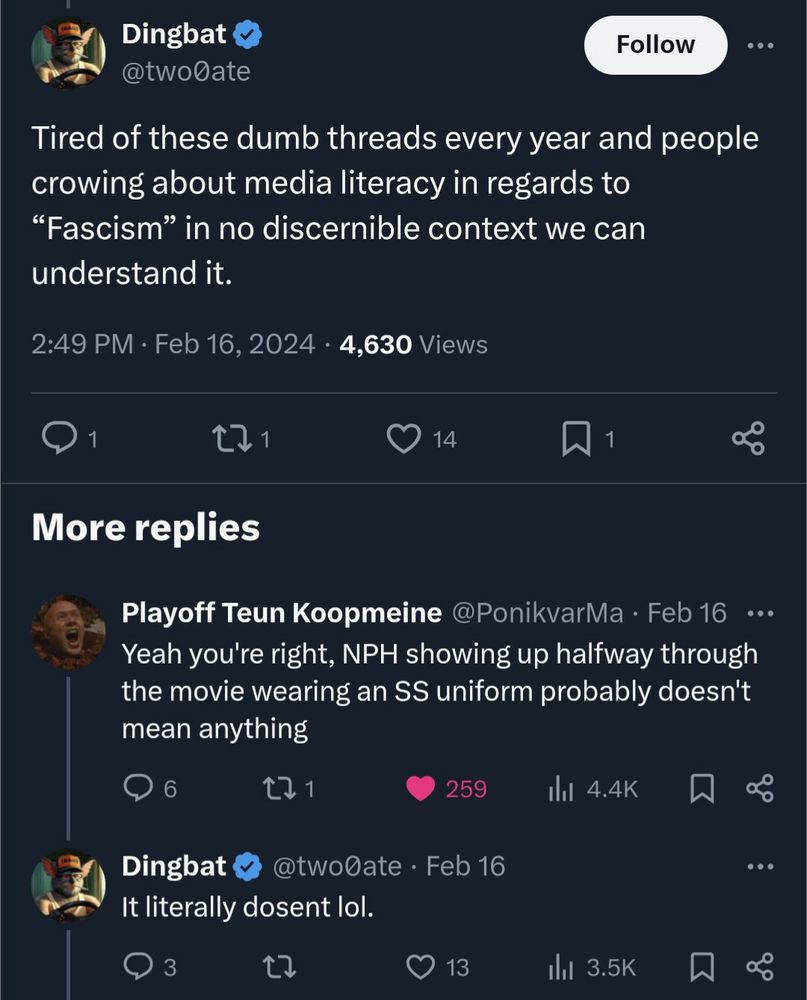 Dingbat
Follow
@two0ate
Tired of these dumb threads every year and people
crowing about media literacy in regards to
“Fascism” in no discernible context we can
understand it.
2:49 PM · Feb 16, 2024 · 4,630 Views
1 1 14 1
More replies
Playoff Teun Koopmeine @PonikvarMa · Feb 16
Yeah you're right, NPH showing up halfway through
the movie wearing an SS uniform probably doesn't
mean anything
6 1 259 4.4K
Dingbat @two0ate · Feb 16
It literally dosent lol.
3 13 3.5K